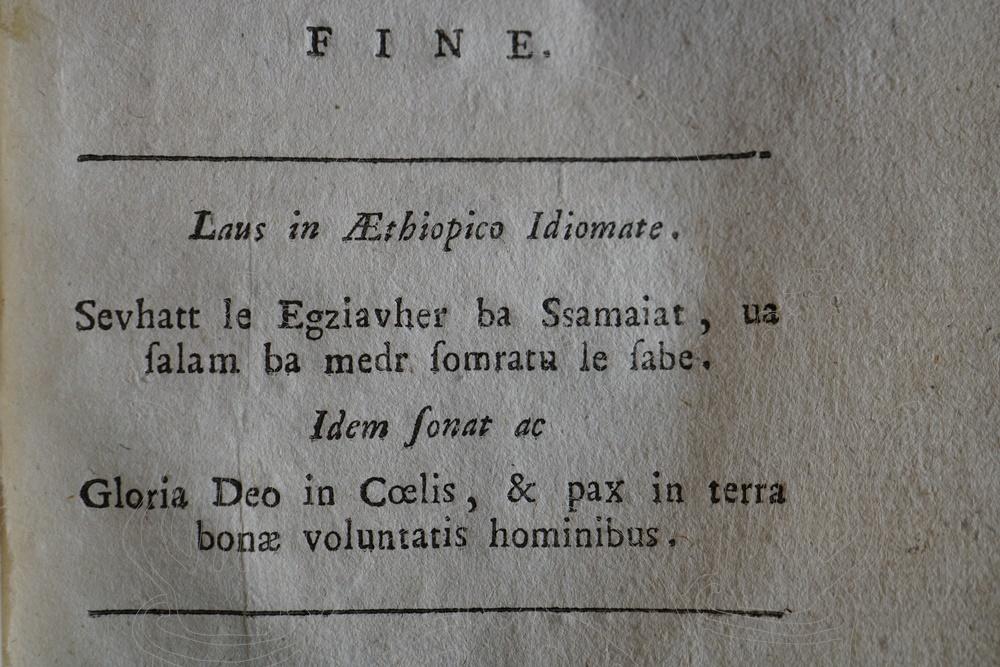 FINE.
Laus in Æthiopico Idiomate.
Sevhatt le Egziavher ba Ssamaiat, ua
ſalam ba medr ſomratu le ſabe.
Idem ſonat ac
Gloria Deo in Cœlis, & pax in terra
bonæ voluntatis hominibus.